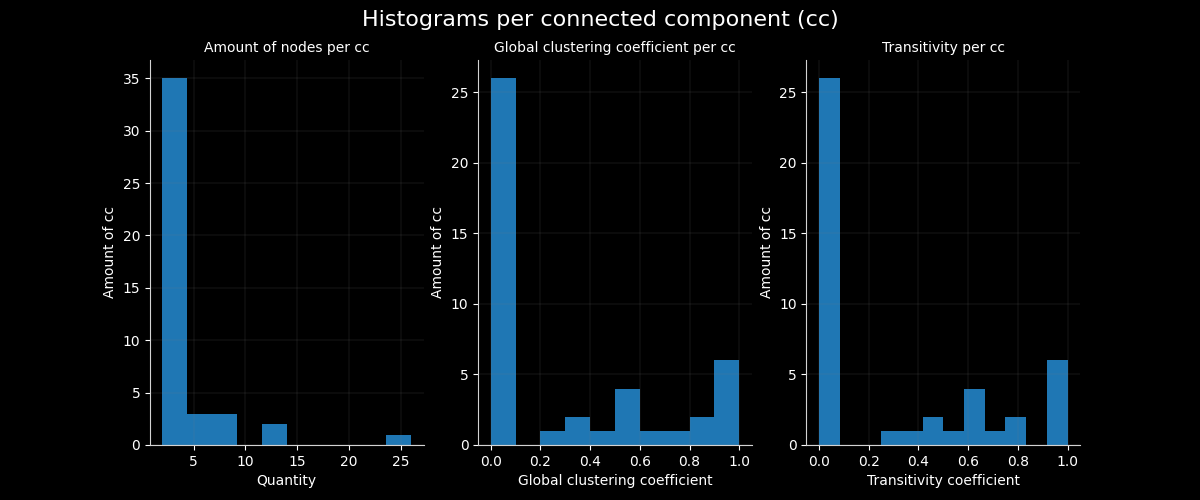 Histograms per connected component (cc)
Amount of nodes per cc
Amount of cc
35
30
25
20
15
10
5
0
5 10 15 20 25
Quantity
Global clustering coefficient per cc
Amount of cc
25
20
15
10
5
0
0.0 0.2 0.4 0.6 0.8 1.0
Global clustering coefficient
Transitivity per cc
Amount of cc
25
20
15
10
5
0
0.0 0.2 0.4 0.6 0.8 1.0
Transitivity coefficient